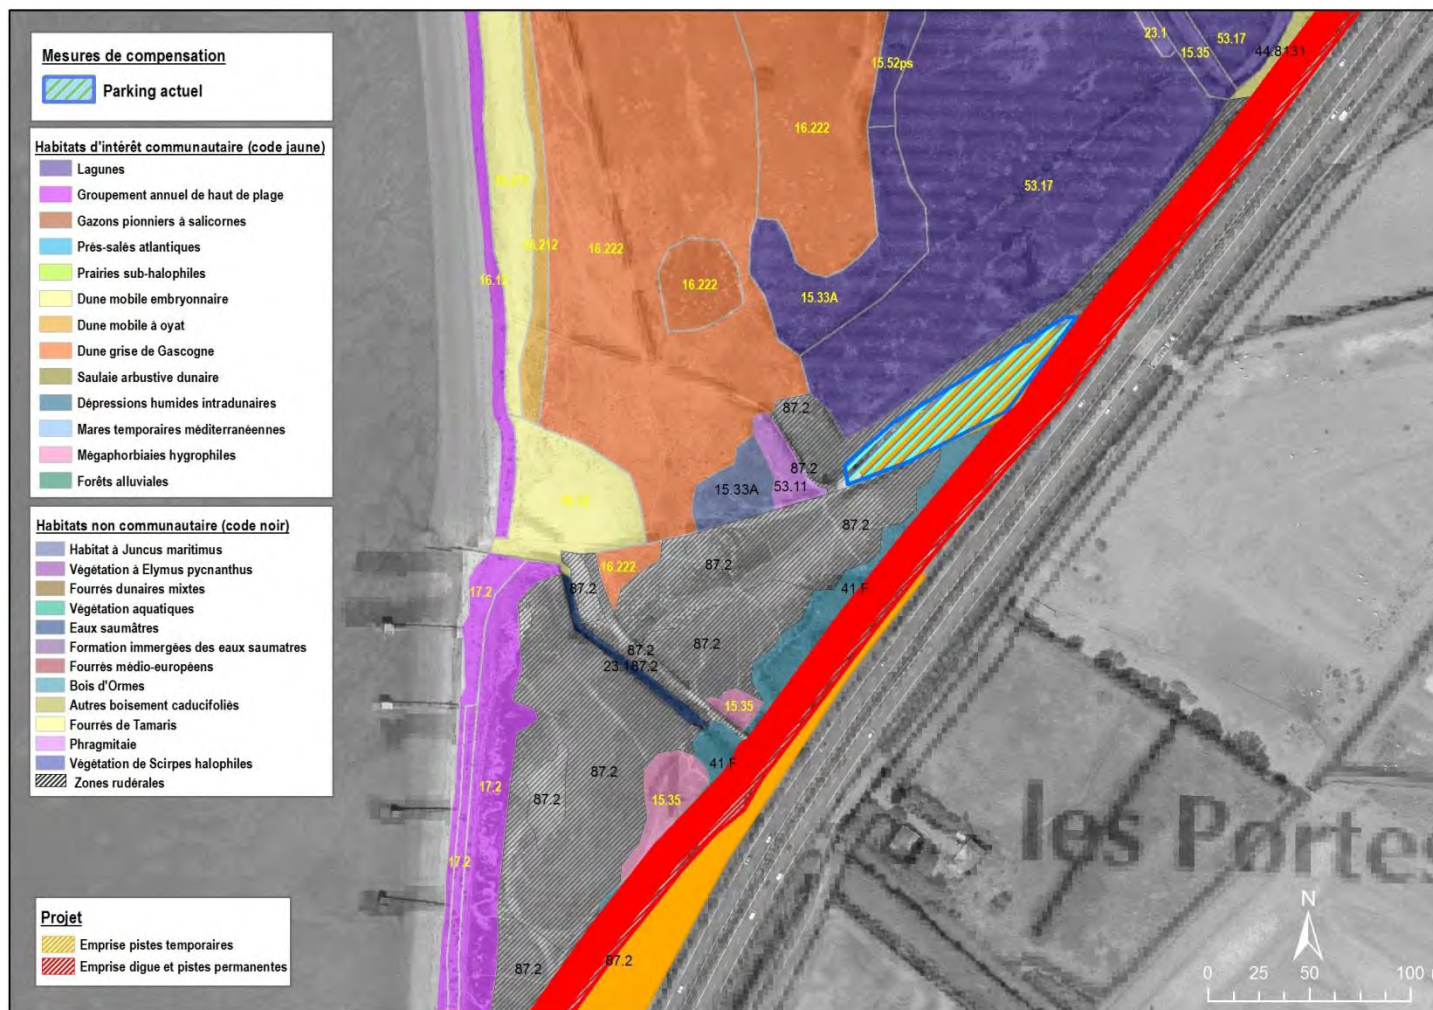 Mesures de compensation
Parking actuel
Habitats d'intérêt communautaire (code jaune)
Lagunes
Groupement annuel de haut de plage
Gazons pionniers à salicornes
Prés-salés atlantiques
Prairies sub-halophiles
Dune mobile embryonnaire
Dune mobile à oyat
Dune grise de Gascogne
Saulaie arbustive dunaire
Dépressions humides intradunaires
Mares temporaires méditerranéennes
Mégaphorbiaies hygrophiles
Forêts alluviales
Habitats non communautaire (code noir)
Habitat à Juncus maritimus
Végétation à Elymus pycnanthus
Fourrés dunaires mixtes
Végétation aquatiques
Eaux saumâtres
Formation immergées des eaux saumatres
Fourrés médio-européens
Bois d'Ormes
Autres boisement caducifoliés
Fourrés de Tamaris
Phragmitaie
Végétation de Scirpes halophiles
Zones rudérales
Projet
Emprise pistes temporaires
Emprise digue et pistes permanentes
23.1
53.17
15.35
44.8131
15.52ps
16.222
53.17
16.212
16.222
16.12
16.222
15.33A
87.2
87.2
15.33A
53.11
87.2
87.2
16.222
87.2
17.2
41.F
87.2
87.2
23.187.2
15.35
41.F
87.2
17.2
87.2
15.35
17.2
87.2
87.2
les Portes
N
0 25 50 100